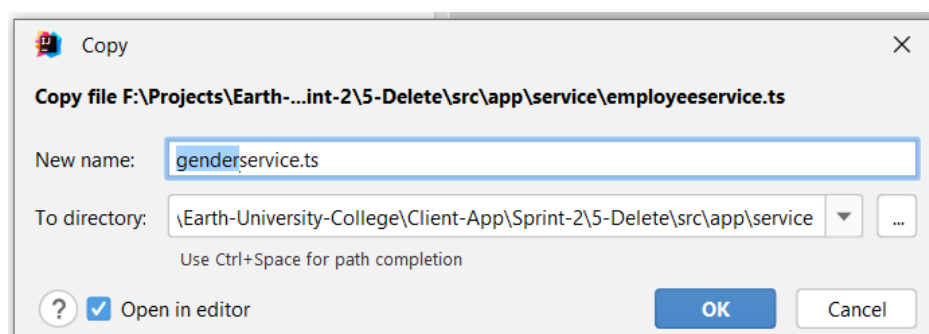 Copy
Copy file F:\Projects\Earth-...int-2\5-Delete\src\app\service\employeeservice.ts
New name: genderservice.ts
To directory: \Earth-University-College\Client-App\Sprint-2\5-Delete\src\app\service ...
Use Ctrl+Space for path completion
? Open in editor OK Cancel